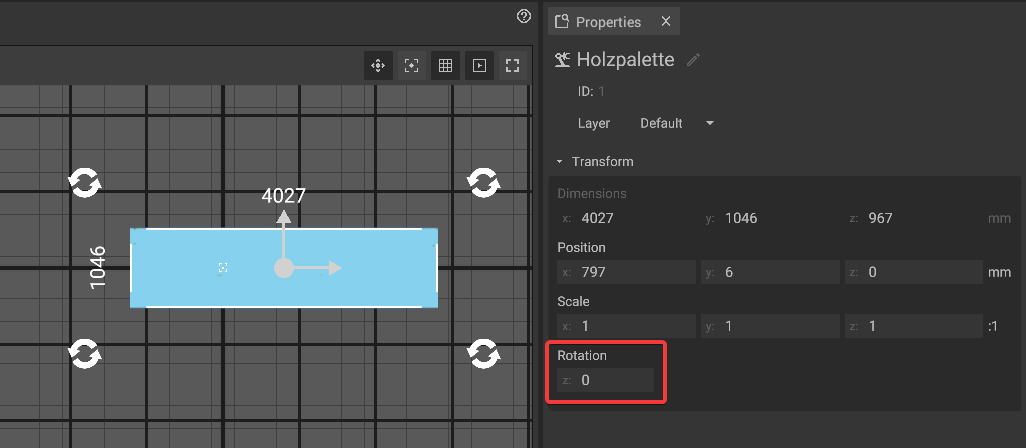 Properties
Holzpalette
ID: 1
Layer Default
Transform
Dimensions
x: 4027 y: 1046 z: 967 mm
Position
x: 797 y: 6 z: 0 mm
Scale
x: 1 y: 1 z: 1 :1
Rotation
z: 0
4027
1046